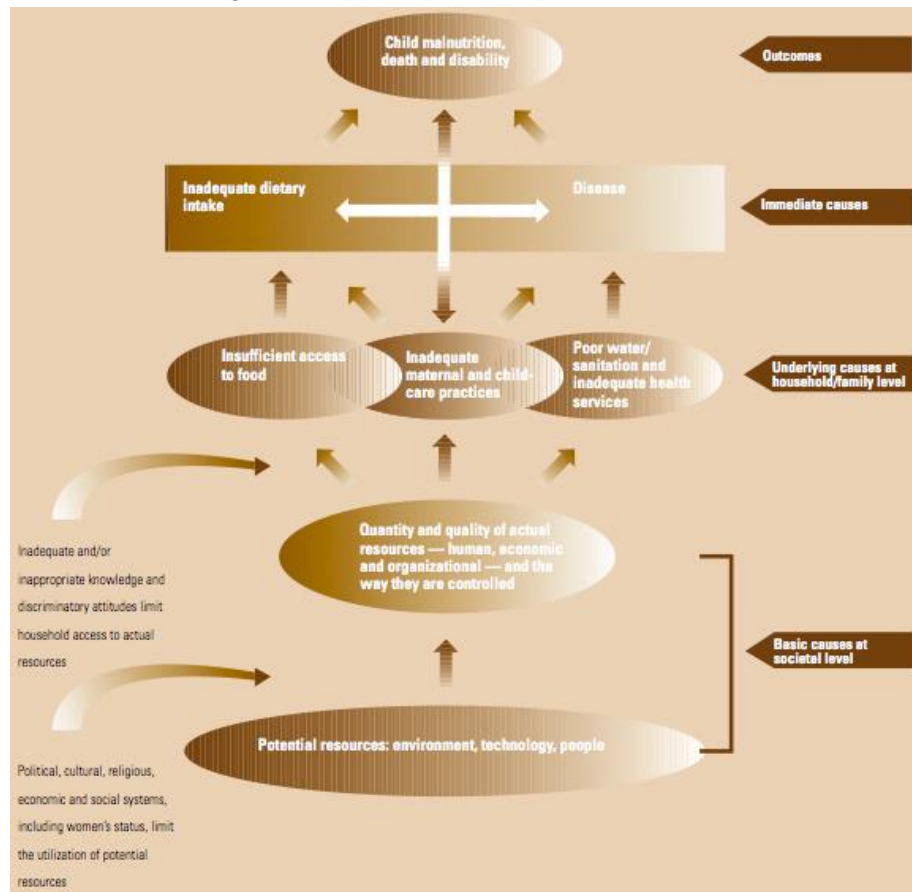 Child malnutrition,
death and disability
Outcomes
Inadequate dietary
intake
Disease
Immediate causes
Insufficient access
to food
Inadequate
maternal and child-
care practices
Poor water/
sanitation and
inadequate health
services
Underlying causes at
household/family level
Quantity and quality of actual
resources — human, economic
and organizational — and the
way they are controlled
Inadequate and/or
inappropriate knowledge and
discriminatory attitudes limit
household access to actual
resources
Basic causes at
societal level
Potential resources: environment, technology, people
Political, cultural, religious,
economic and social systems,
including women's status, limit
the utilization of potential
resources